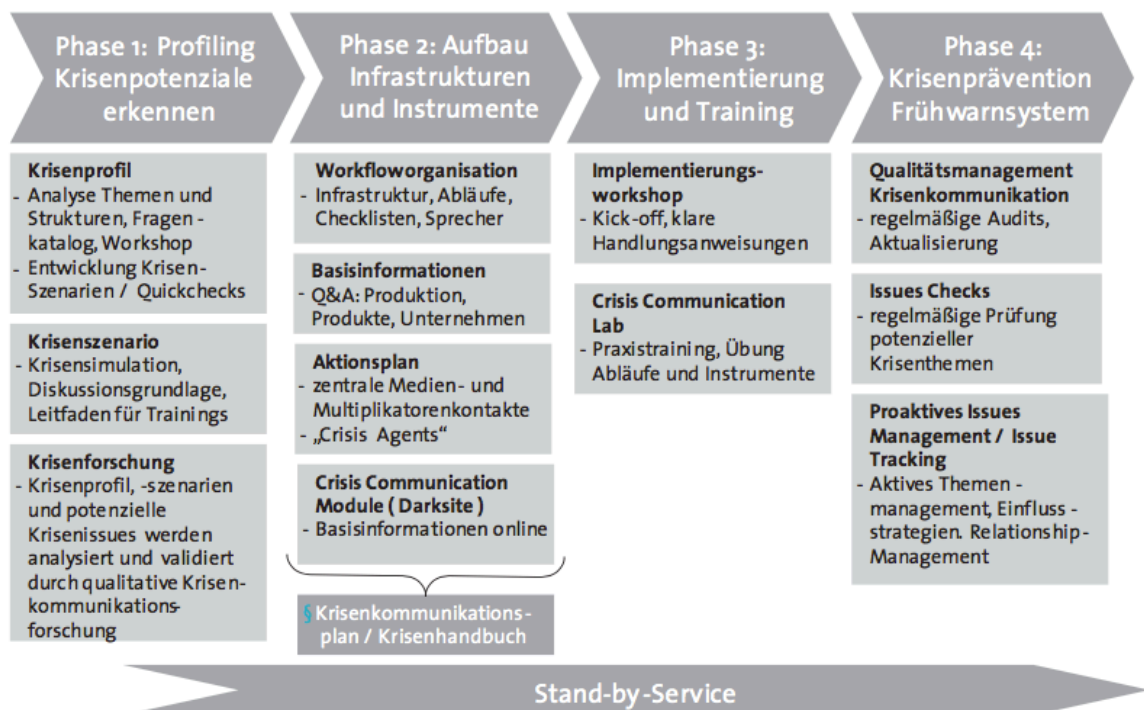 Phase 1: Profiling
Krisenpotenziale
erkennen
Phase 2: Aufbau
Infrastrukturen
und Instrumente
Phase 3:
Implementierung
und Training
Phase 4:
Krisenprävention
Frühwarnsystem
Krisenprofil
- Analyse Themen und
Strukturen, Fragen -
katalog, Workshop
- Entwicklung Krisen-
Szenarien / Quickchecks
Krisenszenario
- Krisensimulation,
Diskussionsgrundlage,
Leitfaden für Trainings
Krisenforschung
- Krisenprofil, -szenarien
und potenzielle
Krisenissues werden
analysiert und validiert
durch qualitative Krisen-
kommunikations-
forschung
Workfloworganisation
- Infrastruktur, Abläufe,
Checklisten, Sprecher
Basisinformationen
- Q&A: Produktion,
Produkte, Unternehmen
Aktionsplan
- zentrale Medien- und
Multiplikatorenkontakte
- „Crisis Agents“
Crisis Communication
Module ( Darksite )
- Basisinformationen online
§ Krisenkommunikations-
plan / Krisenhandbuch
Implementierungs-
workshop
- Kick-off, klare
Handlungsanweisungen
Crisis Communication
Lab
- Praxistraining, Übung
Abläufe und Instrumente
Qualitätsmanagement
Krisenkommunikation
- regelmäßige Audits,
Aktualisierung
Issues Checks
- regelmäßige Prüfung
potenzieller
Krisenthemen
Proaktives Issues
Management / Issue
Tracking
- Aktives Themen -
management, Einfluss -
strategien. Relationship-
Management
Stand-by-Service